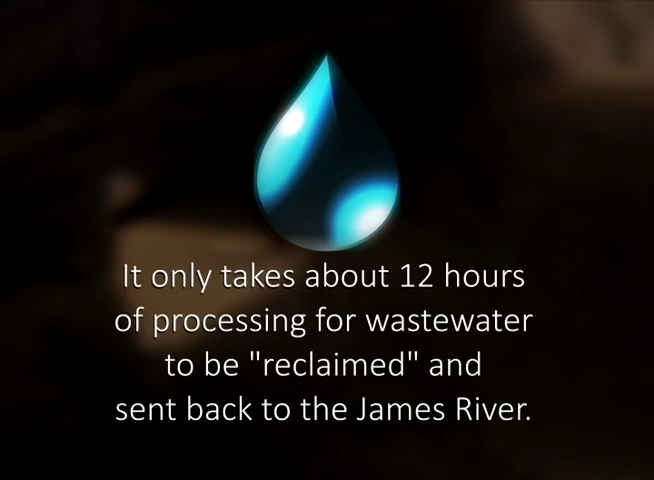 It only takes about 12 hours
of processing for wastewater
to be "reclaimed" and
sent back to the James River.